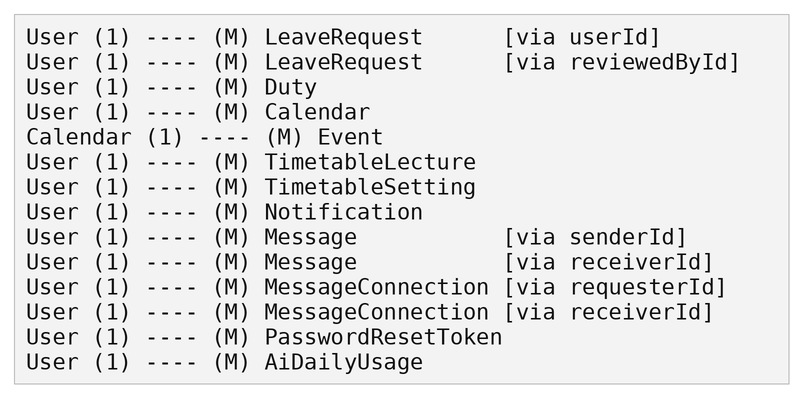 User (1) ---- (M) LeaveRequest      [via userId]
User (1) ---- (M) LeaveRequest      [via reviewedById]
User (1) ---- (M) Duty
User (1) ---- (M) Calendar
Calendar (1) ---- (M) Event
User (1) ---- (M) TimetableLecture
User (1) ---- (M) TimetableSetting
User (1) ---- (M) Notification
User (1) ---- (M) Message           [via senderId]
User (1) ---- (M) Message           [via receiverId]
User (1) ---- (M) MessageConnection [via requesterId]
User (1) ---- (M) MessageConnection [via receiverId]
User (1) ---- (M) PasswordResetToken
User (1) ---- (M) AiDailyUsage